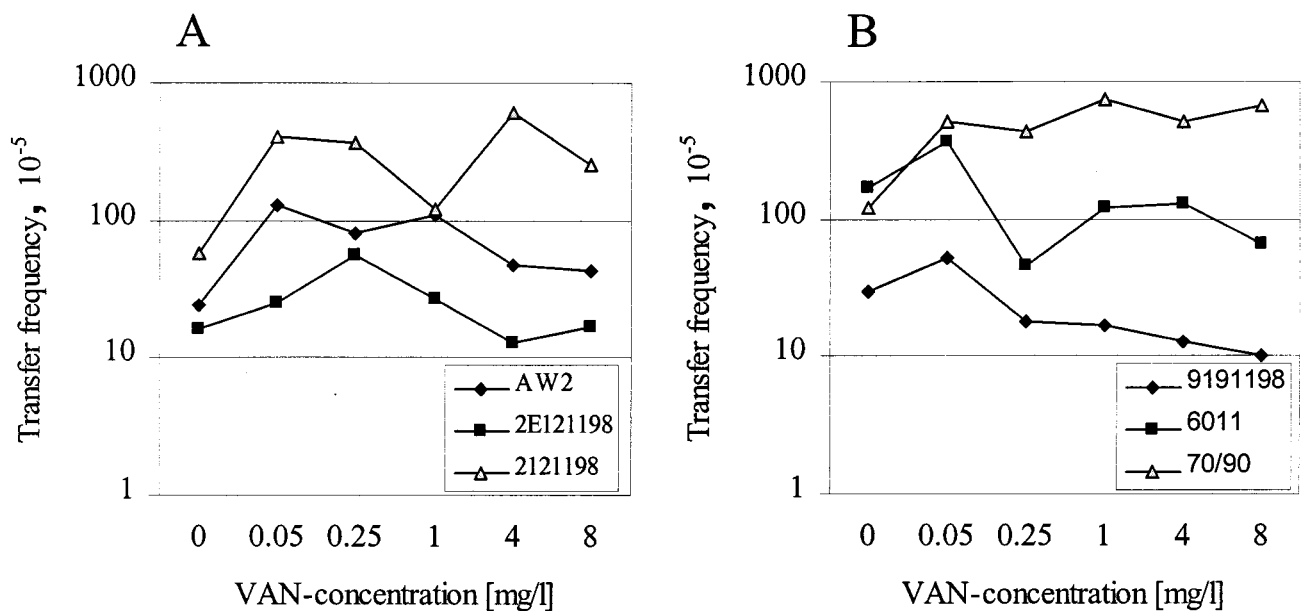 A
1000
100
10
1
Transfer frequency, 10⁻⁵
AW2
2E121198
2121198
0 0.05 0.25 1 4 8
VAN-concentration [mg/l]
B
1000
100
10
1
Transfer frequency, 10⁻⁵
9191198
6011
70/90
0 0.05 0.25 1 4 8
VAN-concentration [mg/l]